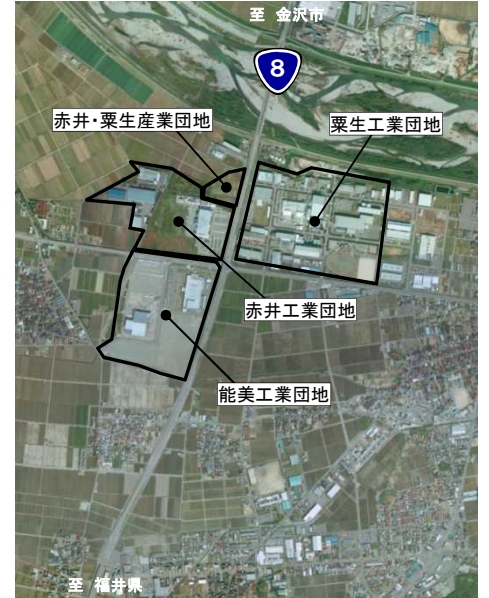 至 金沢市
8
赤井・粟生産業団地
粟生工業団地
赤井工業団地
能美工業団地
至 福井県